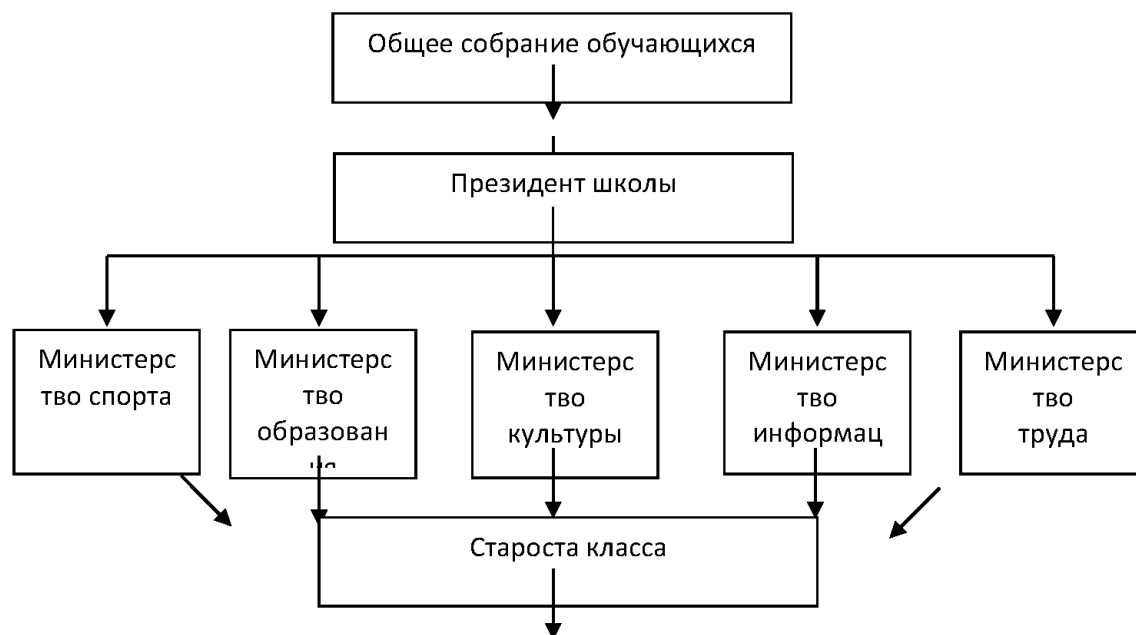 Общее собрание обучающихся
Президент школы
Министерс
тво спорта
Министерс
тво
образован
ия
Министерс
тво
культуры
Министерс
тво
информац
Министерс
тво
труда
Староста класса